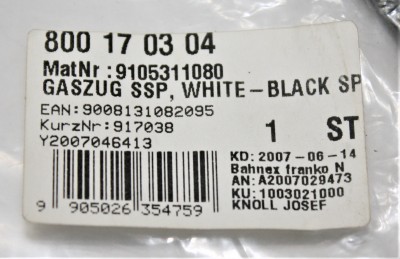 800 17 03 04
MatNr :9105311080
GASZUG SSP, WHITE-BLACK SP
EAN:9008131082095
KurzNr:917038
Y2007046413
1 ST
KD: 2007-06-14
Bahnex franko N
AN:A2007029473
KU:1003021000
KNOLL JOSEF
9 905026 354759